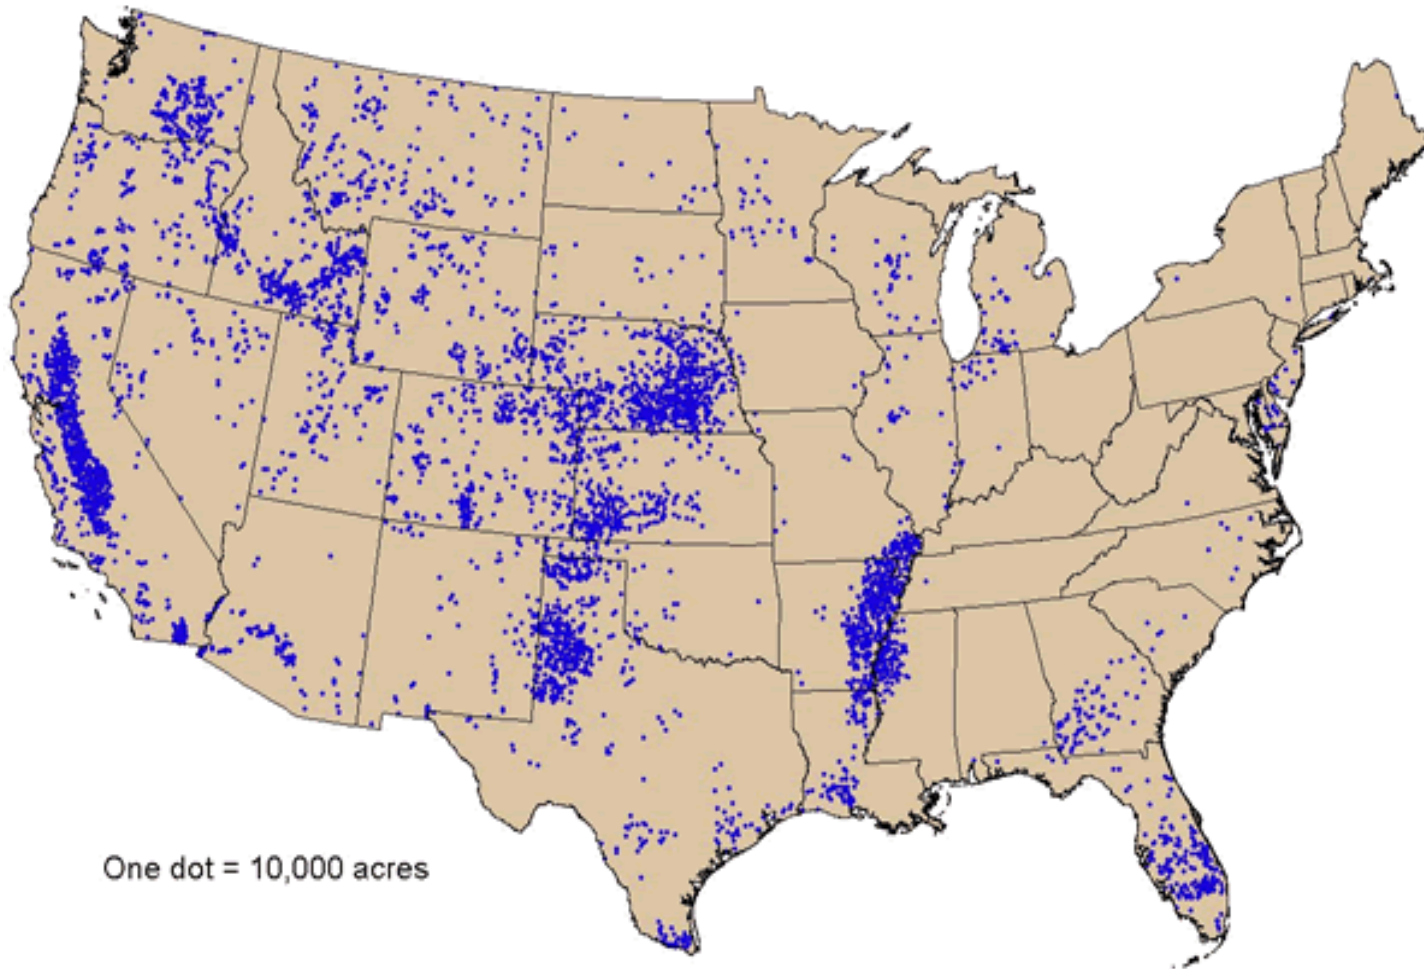 One dot = 10,000 acres